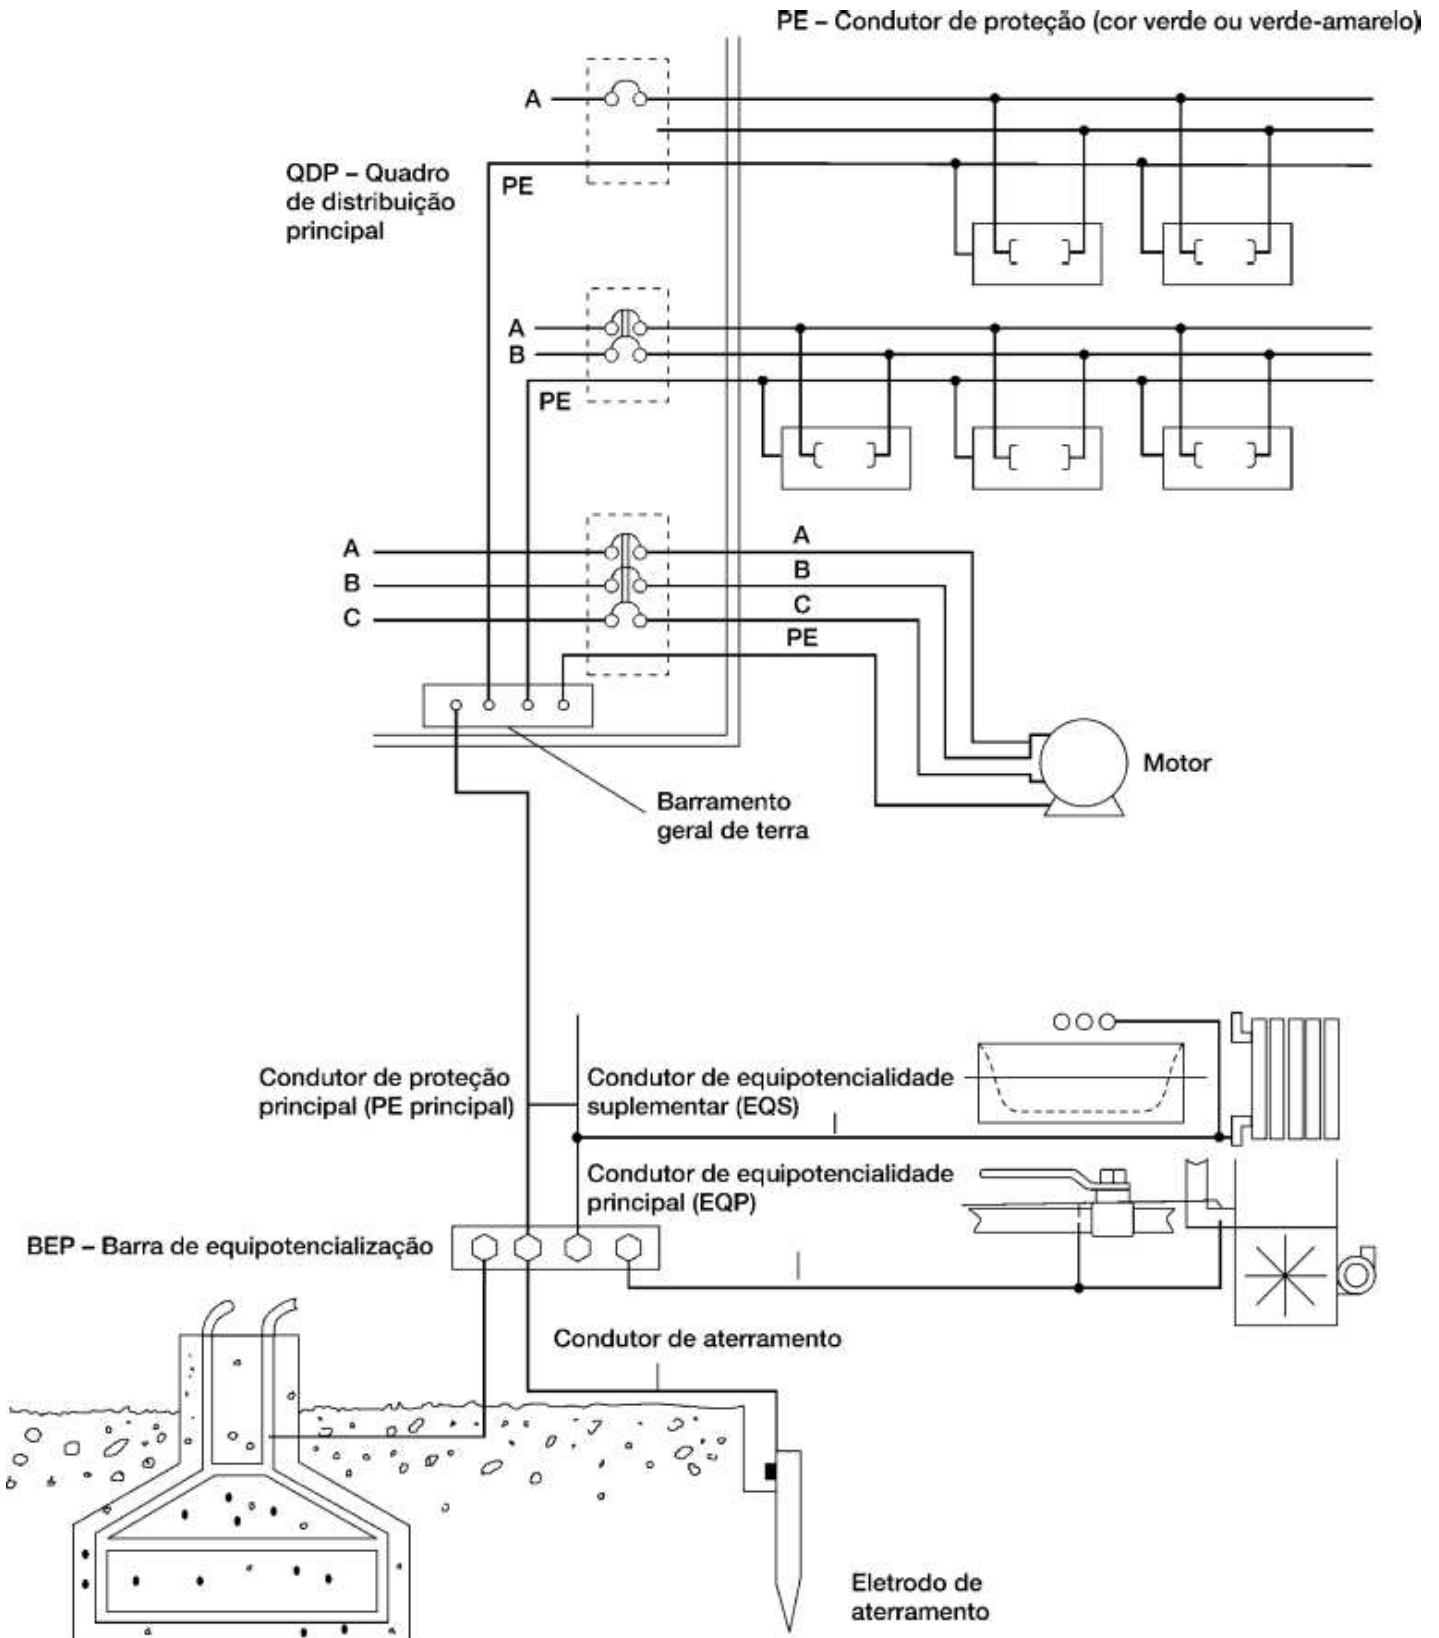 PE – Condutor de proteção (cor verde ou verde-amarelo)
A
QDP – Quadro
de distribuição
principal
PE
A
B
PE
A
B
C
A
B
C
PE
Motor
Barramento
geral de terra
Condutor de proteção
principal (PE principal)
Condutor de equipotencialidade
suplementar (EQS)
Condutor de equipotencialidade
principal (EQP)
BEP – Barra de equipotencialização
Condutor de aterramento
Eletrodo de
aterramento